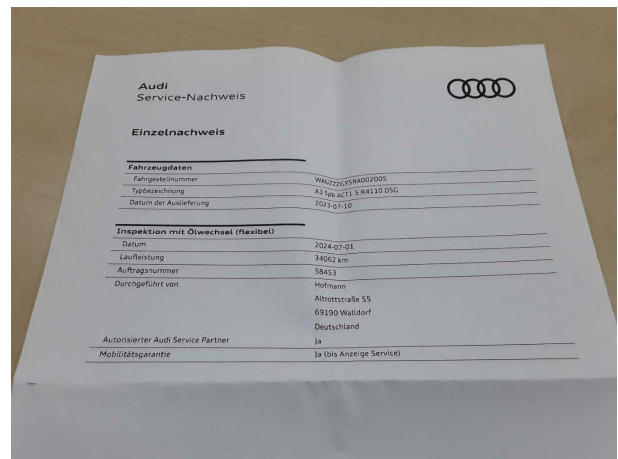 Audi
Service-Nachweis
Einzelnachweis
Fahrzeugdaten
Fahrgestellnummer WAUZZZGY5RA002005
Typbezeichnung A3 Spb ACT1.5 R4110 DSG
Datum der Auslieferung 2023-07-10
Inspektion mit Ölwechsel (flexibel)
Datum 2024-07-01
Laufleistung 34062 km
Auftragsnummer 58453
Durchgeführt von Hofmann
Altrottstraße 55
69190 Walldorf
Deutschland
Autorisierter Audi Service Partner Ja
Mobilitätsgarantie Ja (bis Anzeige Service)